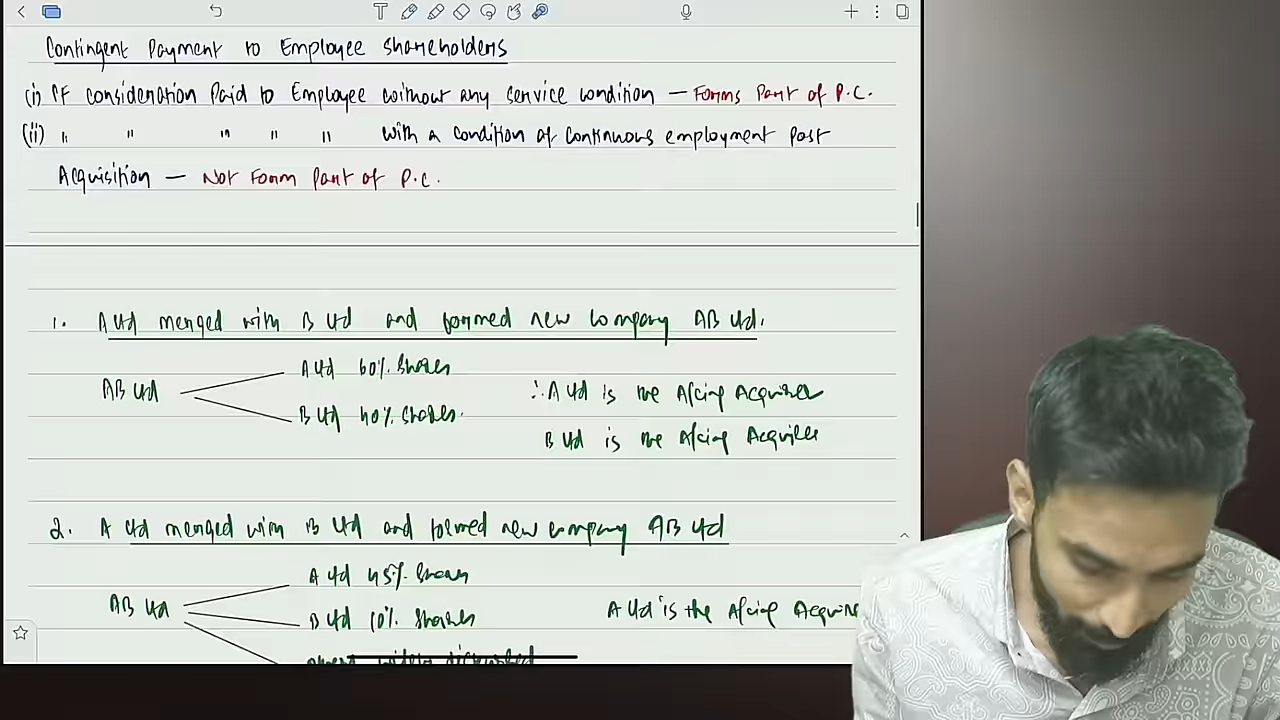 Contingent Payment to Employee Shareholders
(i) If consideration Paid to Employee without any service condition — Forms Part of P.C.
(ii) " " " " " With a condition of continuous employment post
Acquisition — Not Form Part of P.C.
1. A Ltd merged with B Ltd and formed new company AB Ltd.
A Ltd 60% Shares
AB Ltd
B Ltd 40% Shares.
∴ A Ltd is the A/cing Acquirer
B Ltd is the A/cing Acquiree
2. A Ltd merged with B Ltd and formed new company AB Ltd
A Ltd 45% Shares
AB Ltd
B Ltd 10% Shares
A Ltd is the A/cing Acquire